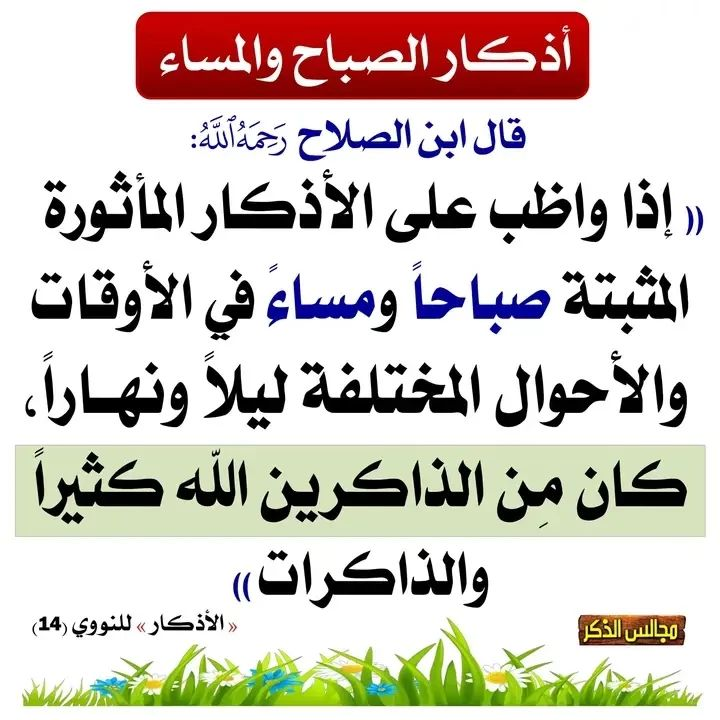 أذكار الصباح والمساء
قال ابن الصلاح رَحِمَهُ ٱللَّهُ:
(( إذا واظب على الأذكار المأثورة
المثبتة صباحاً ومساءً في الأوقات
والأحوال المختلفة ليلاً ونهاراً،
كان مِن الذاكرين الله كثيراً
والذاكرات ))
« الأذكار » للنووي (14)
مجالس الذكر